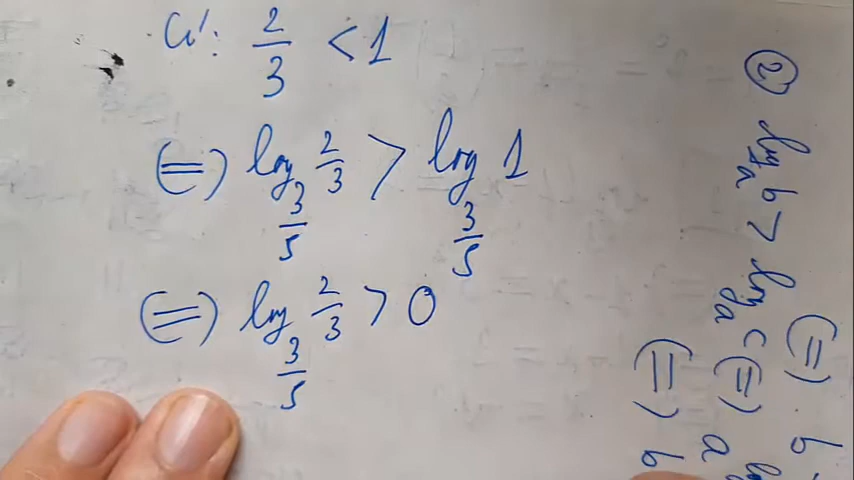 Có: 2/3 < 1
(=) log_{3/5} 2/3 > log_{3/5} 1
(=) log_{3/5} 2/3 > 0
② log_a b > log_a c
(=) a
(=) b
(=) b